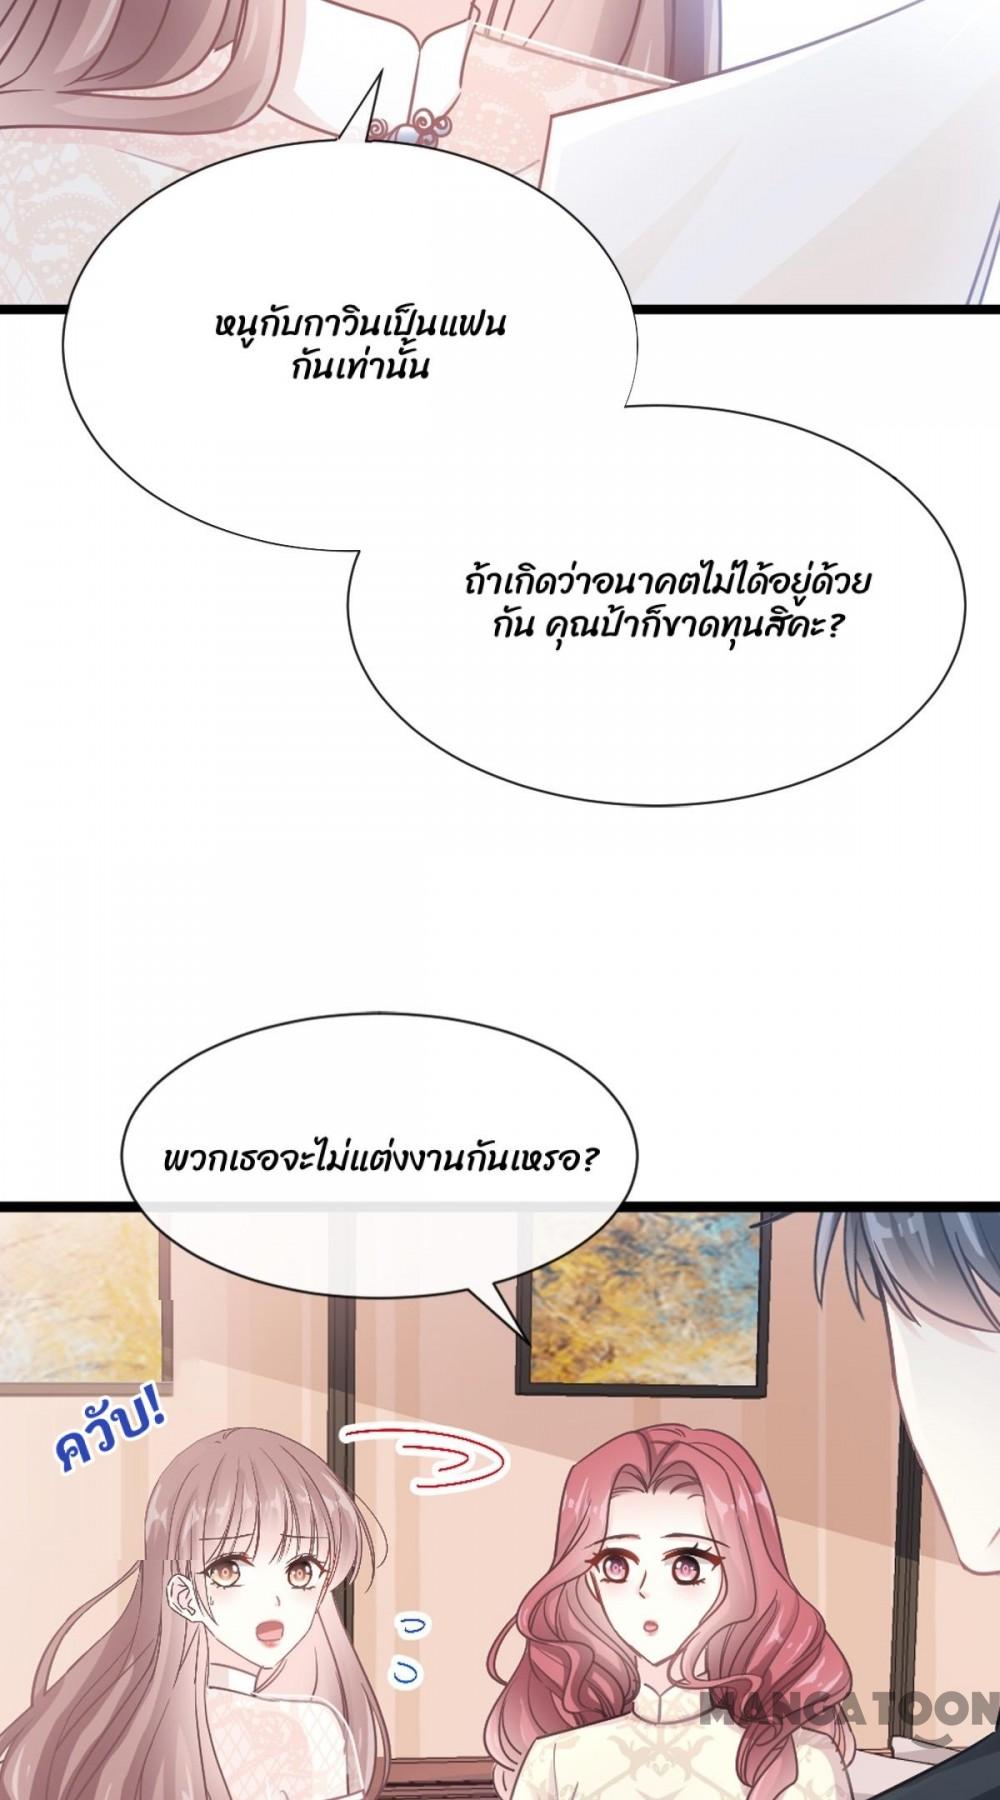 หนูกับกาวินเป็นแฟน
กันเท่านั้น
ถ้าเกิดว่าอนาคตไม่ได้อยู่ด้วย
กัน คุณป้าก็ขาดทุนสิคะ?
พวกเธอจะไม่แต่งงานกันเหรอ?
ควับ!
MANGATOON